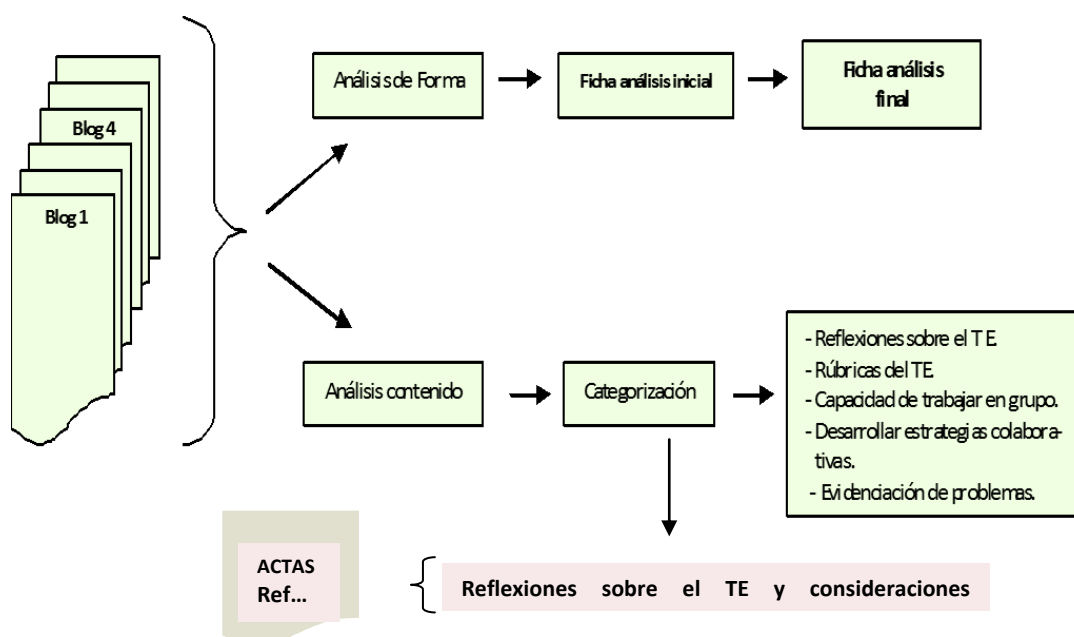 Blog 4
Blog 1
Análisis de Forma
Ficha análisis inicial
Ficha análisis
final
Análisis contenido
Categorización
- Reflexiones sobre el T E.
- Rúbricas del TE.
- Capacidad de trabajar en grupo.
- Desarrollar estrategias colabora-
tivas.
- Evidenciación de problemas.
ACTAS
Ref...
Reflexiones sobre el TE y consideraciones